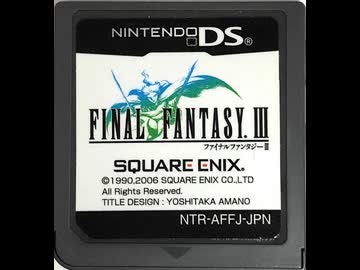 NINTENDO DS®
FINAL FANTASY. III
ファイナルファンタジーIII
SQUARE ENIX.
©1990,2006 SQUARE ENIX CO.,LTD
All Rights Reserved.
TITLE DESIGN : YOSHITAKA AMANO
NTR-AFFJ-JPN